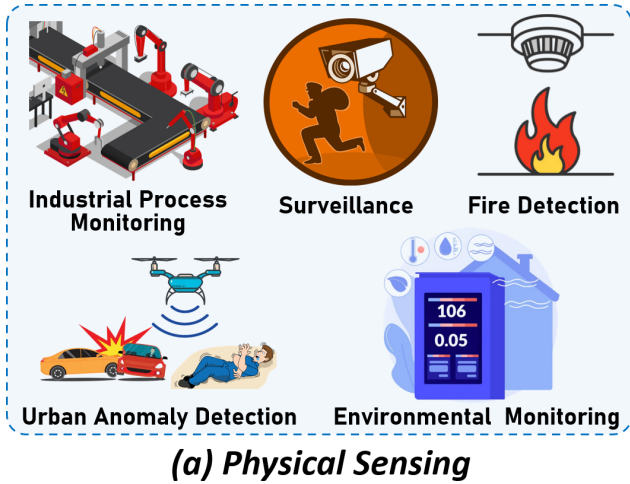 Industrial Process
Monitoring
Surveillance
Fire Detection
106
0.05
Urban Anomaly Detection
Environmental Monitoring
(a) Physical Sensing